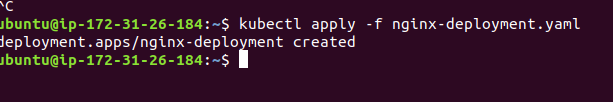 ^C
ubuntu@ip-172-31-26-184:~$ kubectl apply -f nginx-deployment.yaml
deployment.apps/nginx-deployment created
ubuntu@ip-172-31-26-184:~$